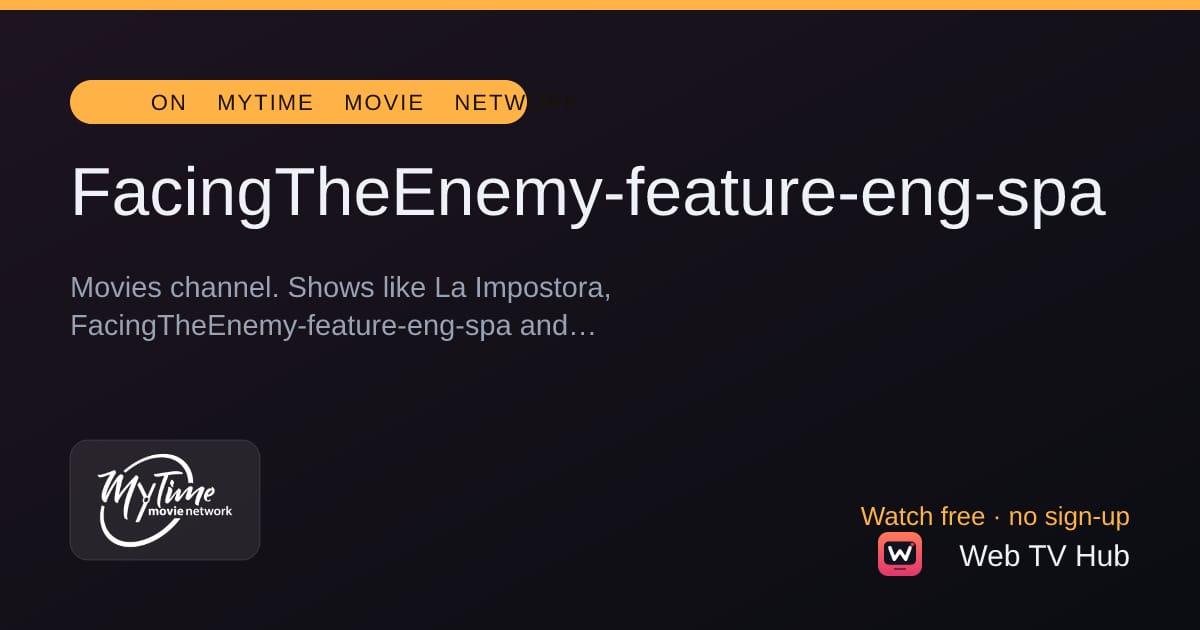 ON MYTIME MOVIE NETWORK
FacingTheEnemy-feature-eng-spa
Movies channel. Shows like La Impostora,
FacingTheEnemy-feature-eng-spa and…
MyTime
movie network
Watch free · no sign-up
W
Web TV Hub